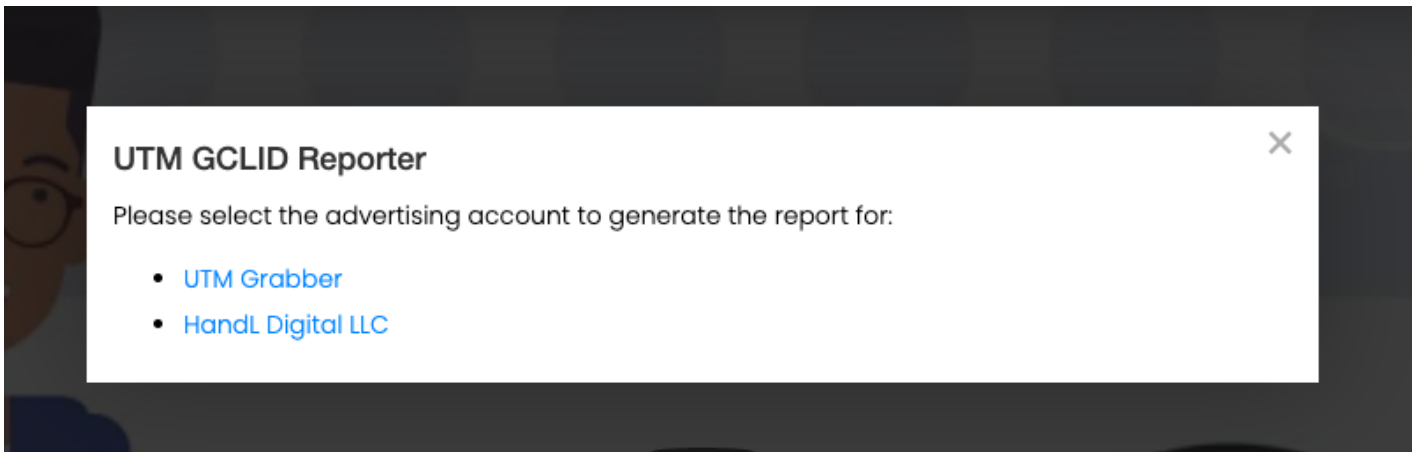 UTM GCLID Reporter
Please select the advertising account to generate the report for:
UTM Grabber
HandL Digital LLC